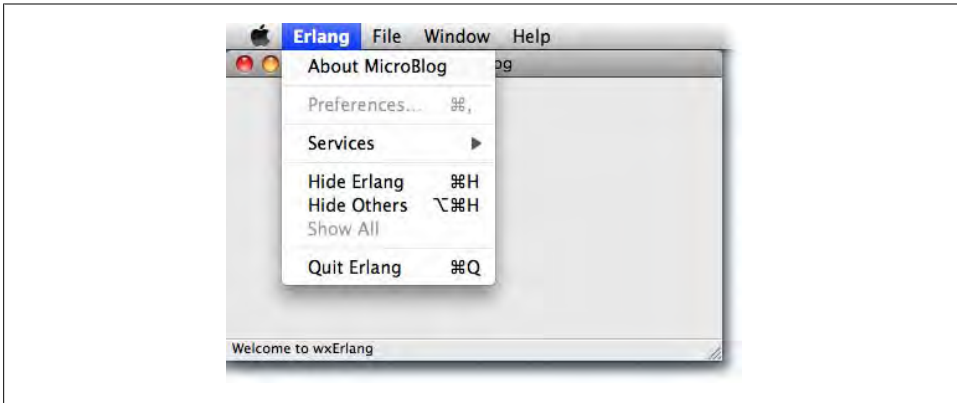 Erlang File Window Help
og
About MicroBlog
Preferences... ⌘,
Services
Hide Erlang ⌘H
Hide Others ⌥⌘H
Show All
Quit Erlang ⌘Q
Welcome to wxErlang